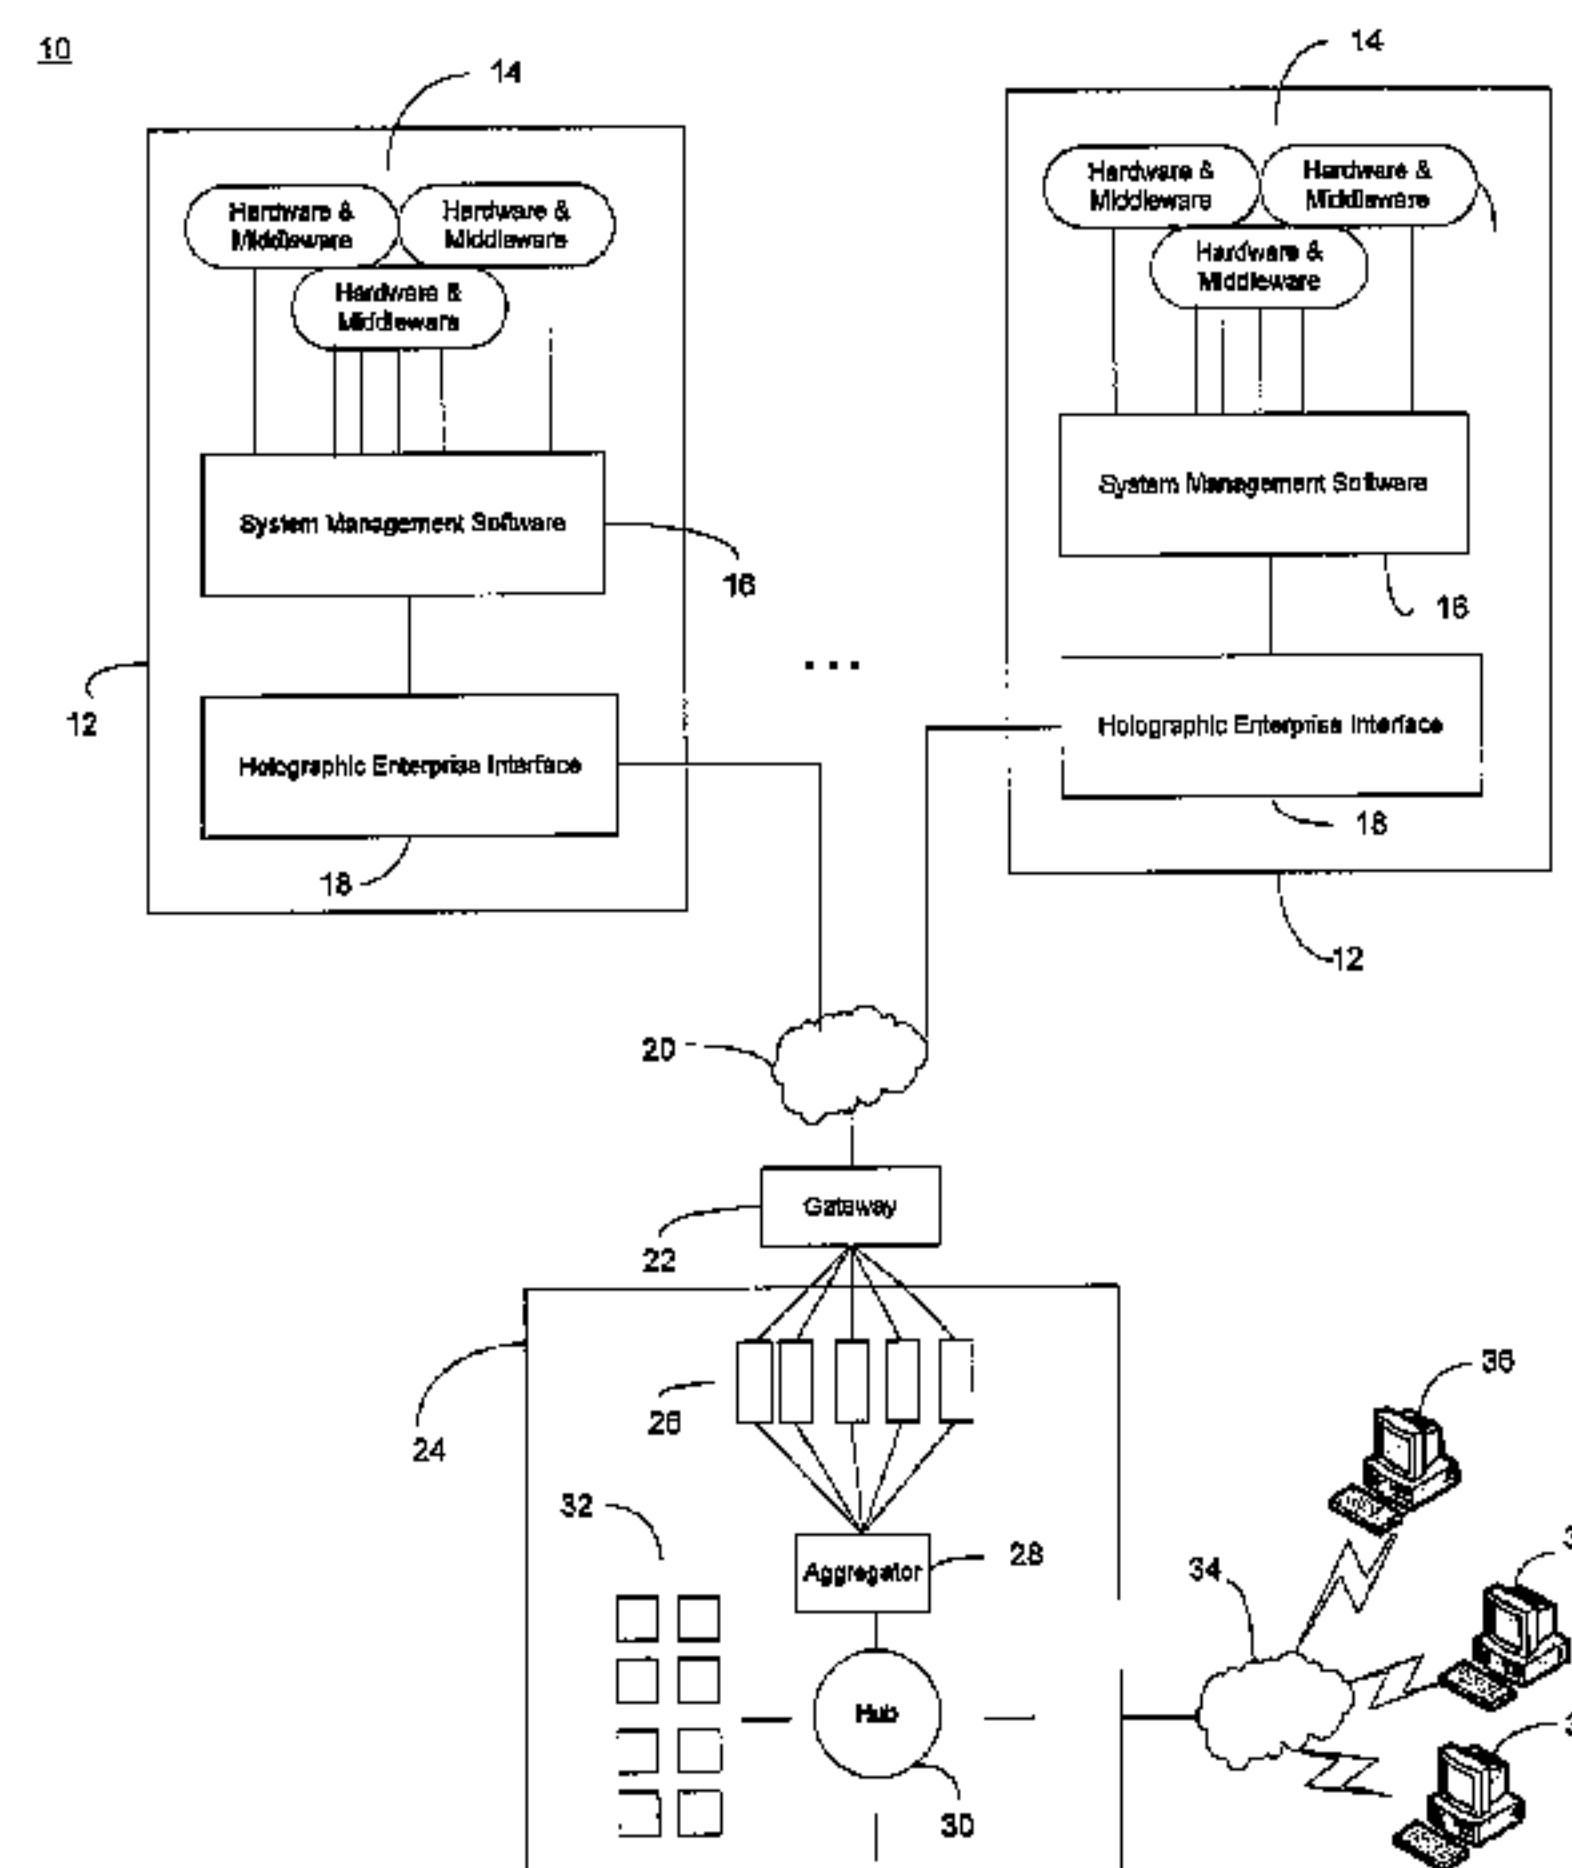 10
14
14
Hardware &
Middleware
Hardware &
Middleware
Hardware &
Middleware
Hardware &
Middleware
Hardware &
Middleware
Hardware &
Middleware
System Management Software
16
System Management Software
16
12
. . .
Holographic Enterprise Interface
18
Holographic Enterprise Interface
18
12
20
Gateway
22
24
26
36
32
Aggregator
28
34
Hub
30